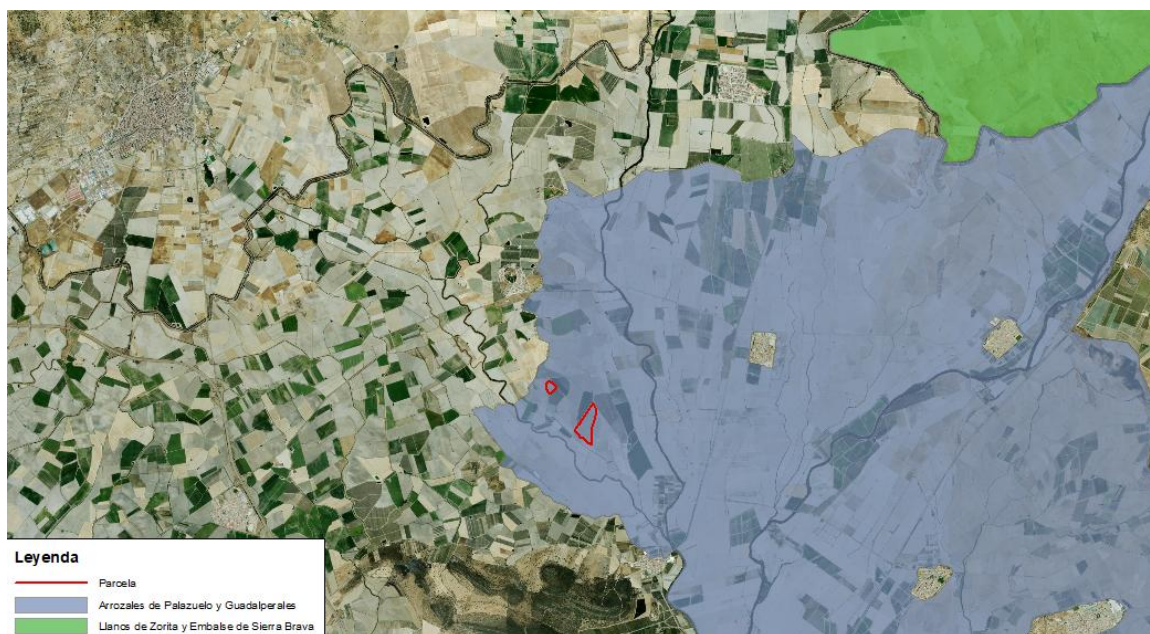 Leyenda
Parcela
Arrozales de Palazuelo y Guadalperales
Llanos de Zorita y Embalse de Sierra Brava